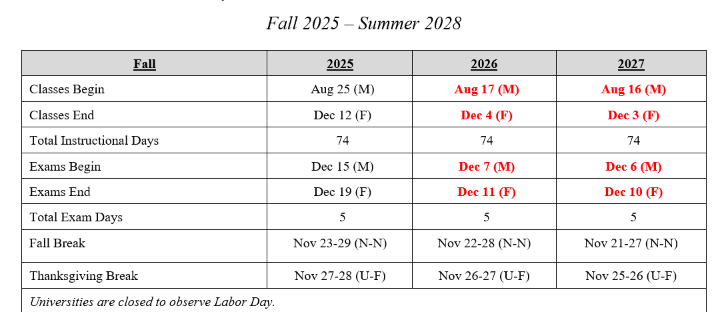 Fall 2025 – Summer 2028
Fall 2025 2026 2027
Classes Begin Aug 25 (M) Aug 17 (M) Aug 16 (M)
Classes End Dec 12 (F) Dec 4 (F) Dec 3 (F)
Total Instructional Days 74 74 74
Exams Begin Dec 15 (M) Dec 7 (M) Dec 6 (M)
Exams End Dec 19 (F) Dec 11 (F) Dec 10 (F)
Total Exam Days 5 5 5
Fall Break Nov 23-29 (N-N) Nov 22-28 (N-N) Nov 21-27 (N-N)
Thanksgiving Break Nov 27-28 (U-F) Nov 26-27 (U-F) Nov 25-26 (U-F)
Universities are closed to observe Labor Day.